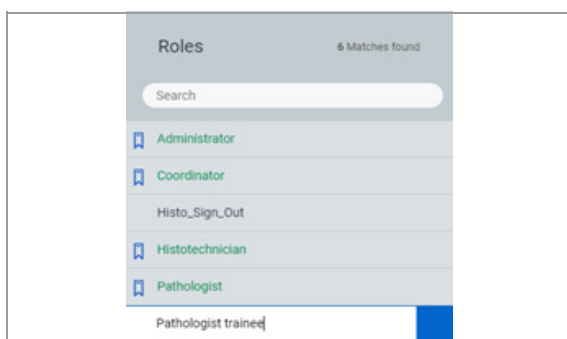 Roles 6 Matches found
Search
Administrator
Coordinator
Histo_Sign_Out
Histotechnician
Pathologist
Pathologist trainee